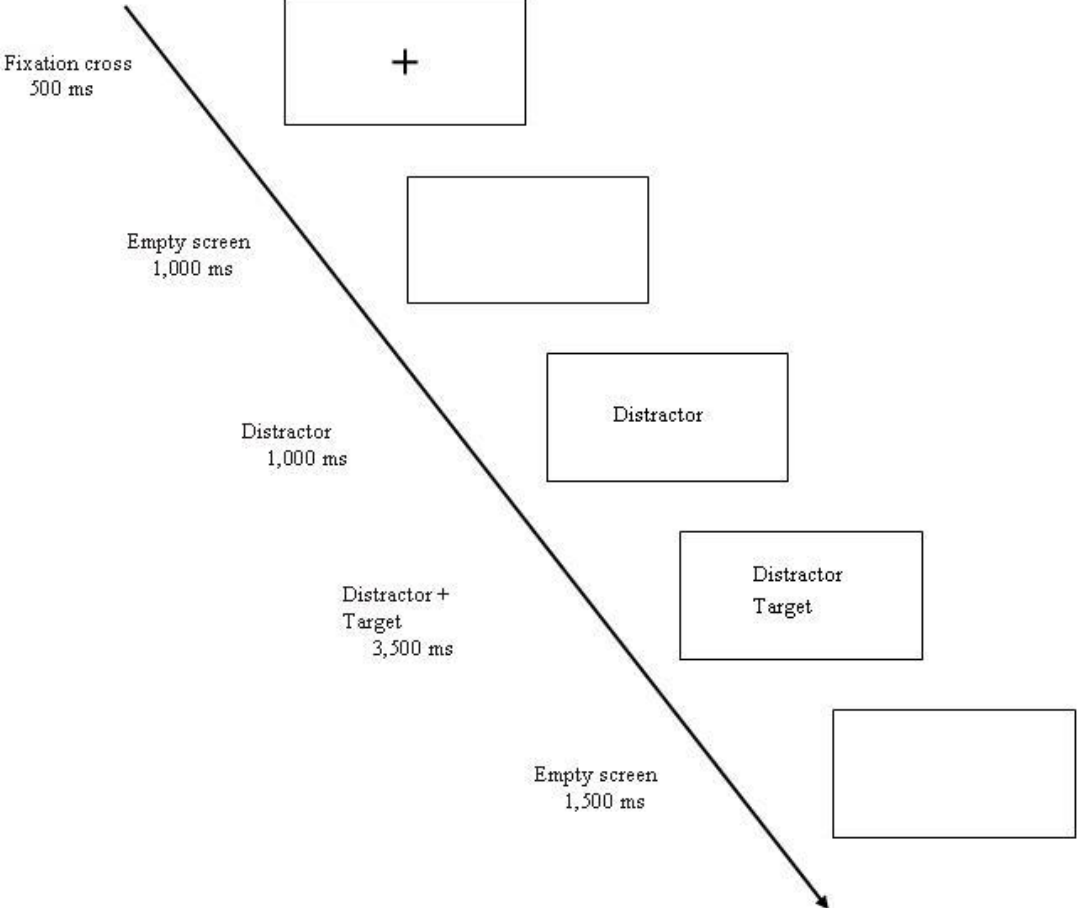 Fixation cross
500 ms
+
Empty screen
1,000 ms
Distractor
1,000 ms
Distractor
Distractor +
Target
3,500 ms
Distractor
Target
Empty screen
1,500 ms